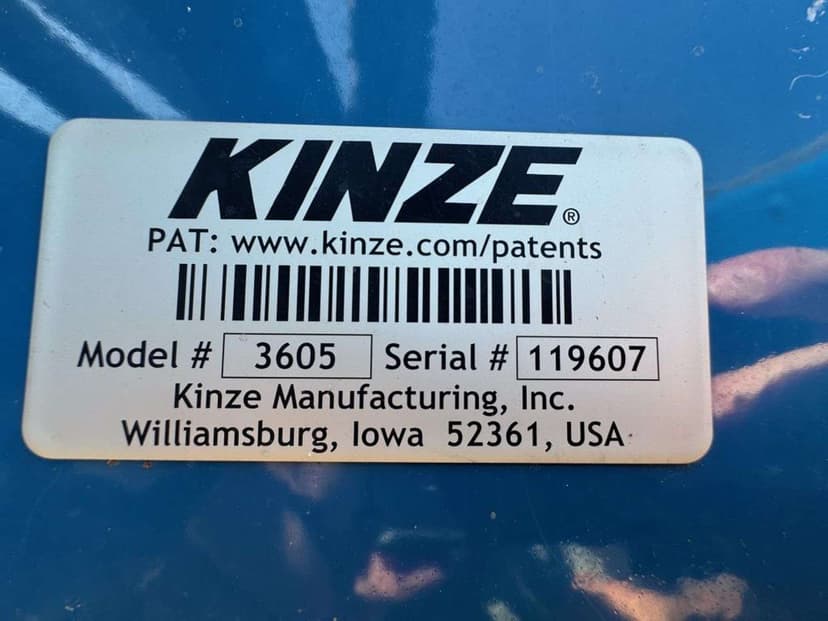 KINZE®
PAT: www.kinze.com/patents
Model # 3605 Serial # 119607
Kinze Manufacturing, Inc.
Williamsburg, Iowa 52361, USA